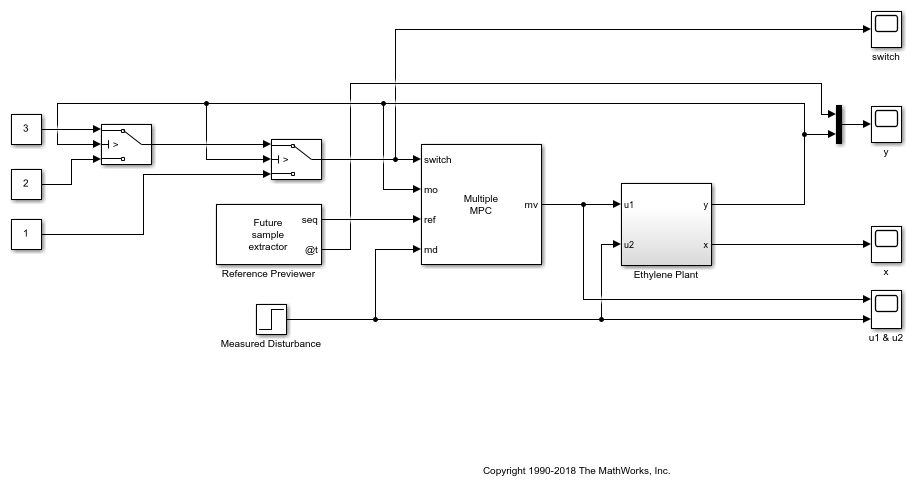 switch
3
>
2
>
1
y
switch
mo
ref
md
Multiple
MPC
mv
Future
sample
extractor
seq
@t
Reference Previewer
u1
u2
y
x
Ethylene Plant
x
Measured Disturbance
u1 & u2
Copyright 1990-2018 The MathWorks, Inc.